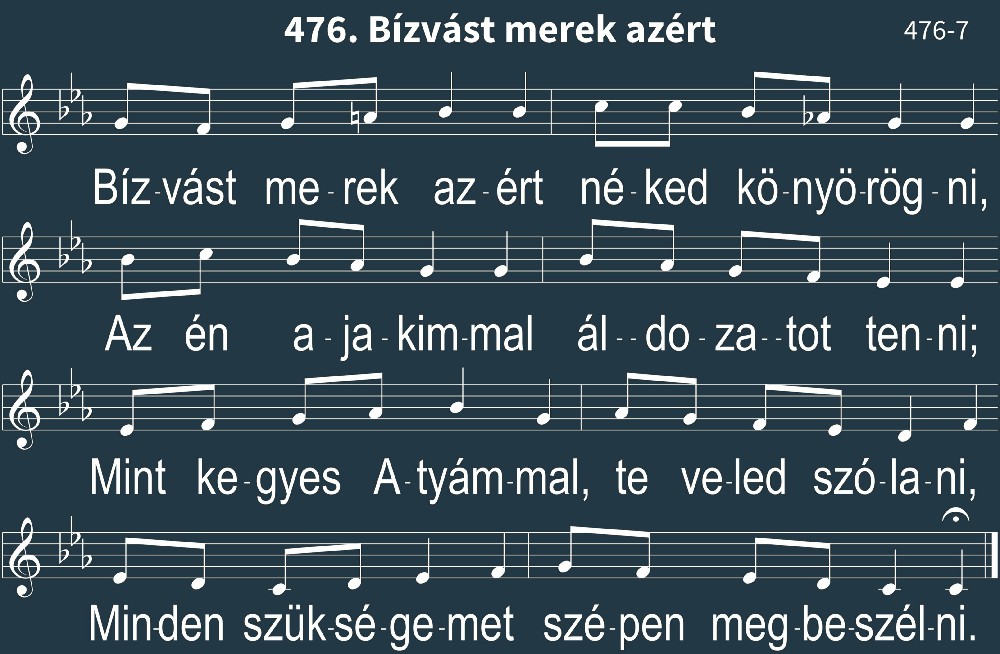 476. Bízvást merek azért
476-7
Bíz-vást me-rek az-ért né-ked kö-nyö-rög-ni,
Az én a-ja-kim-mal ál--do-za--tot ten-ni;
Mint ke-gyes A-tyám-mal, te ve-led szó-la-ni,
Min-den szük-sé-ge-met szé-pen meg-be-szél-ni.